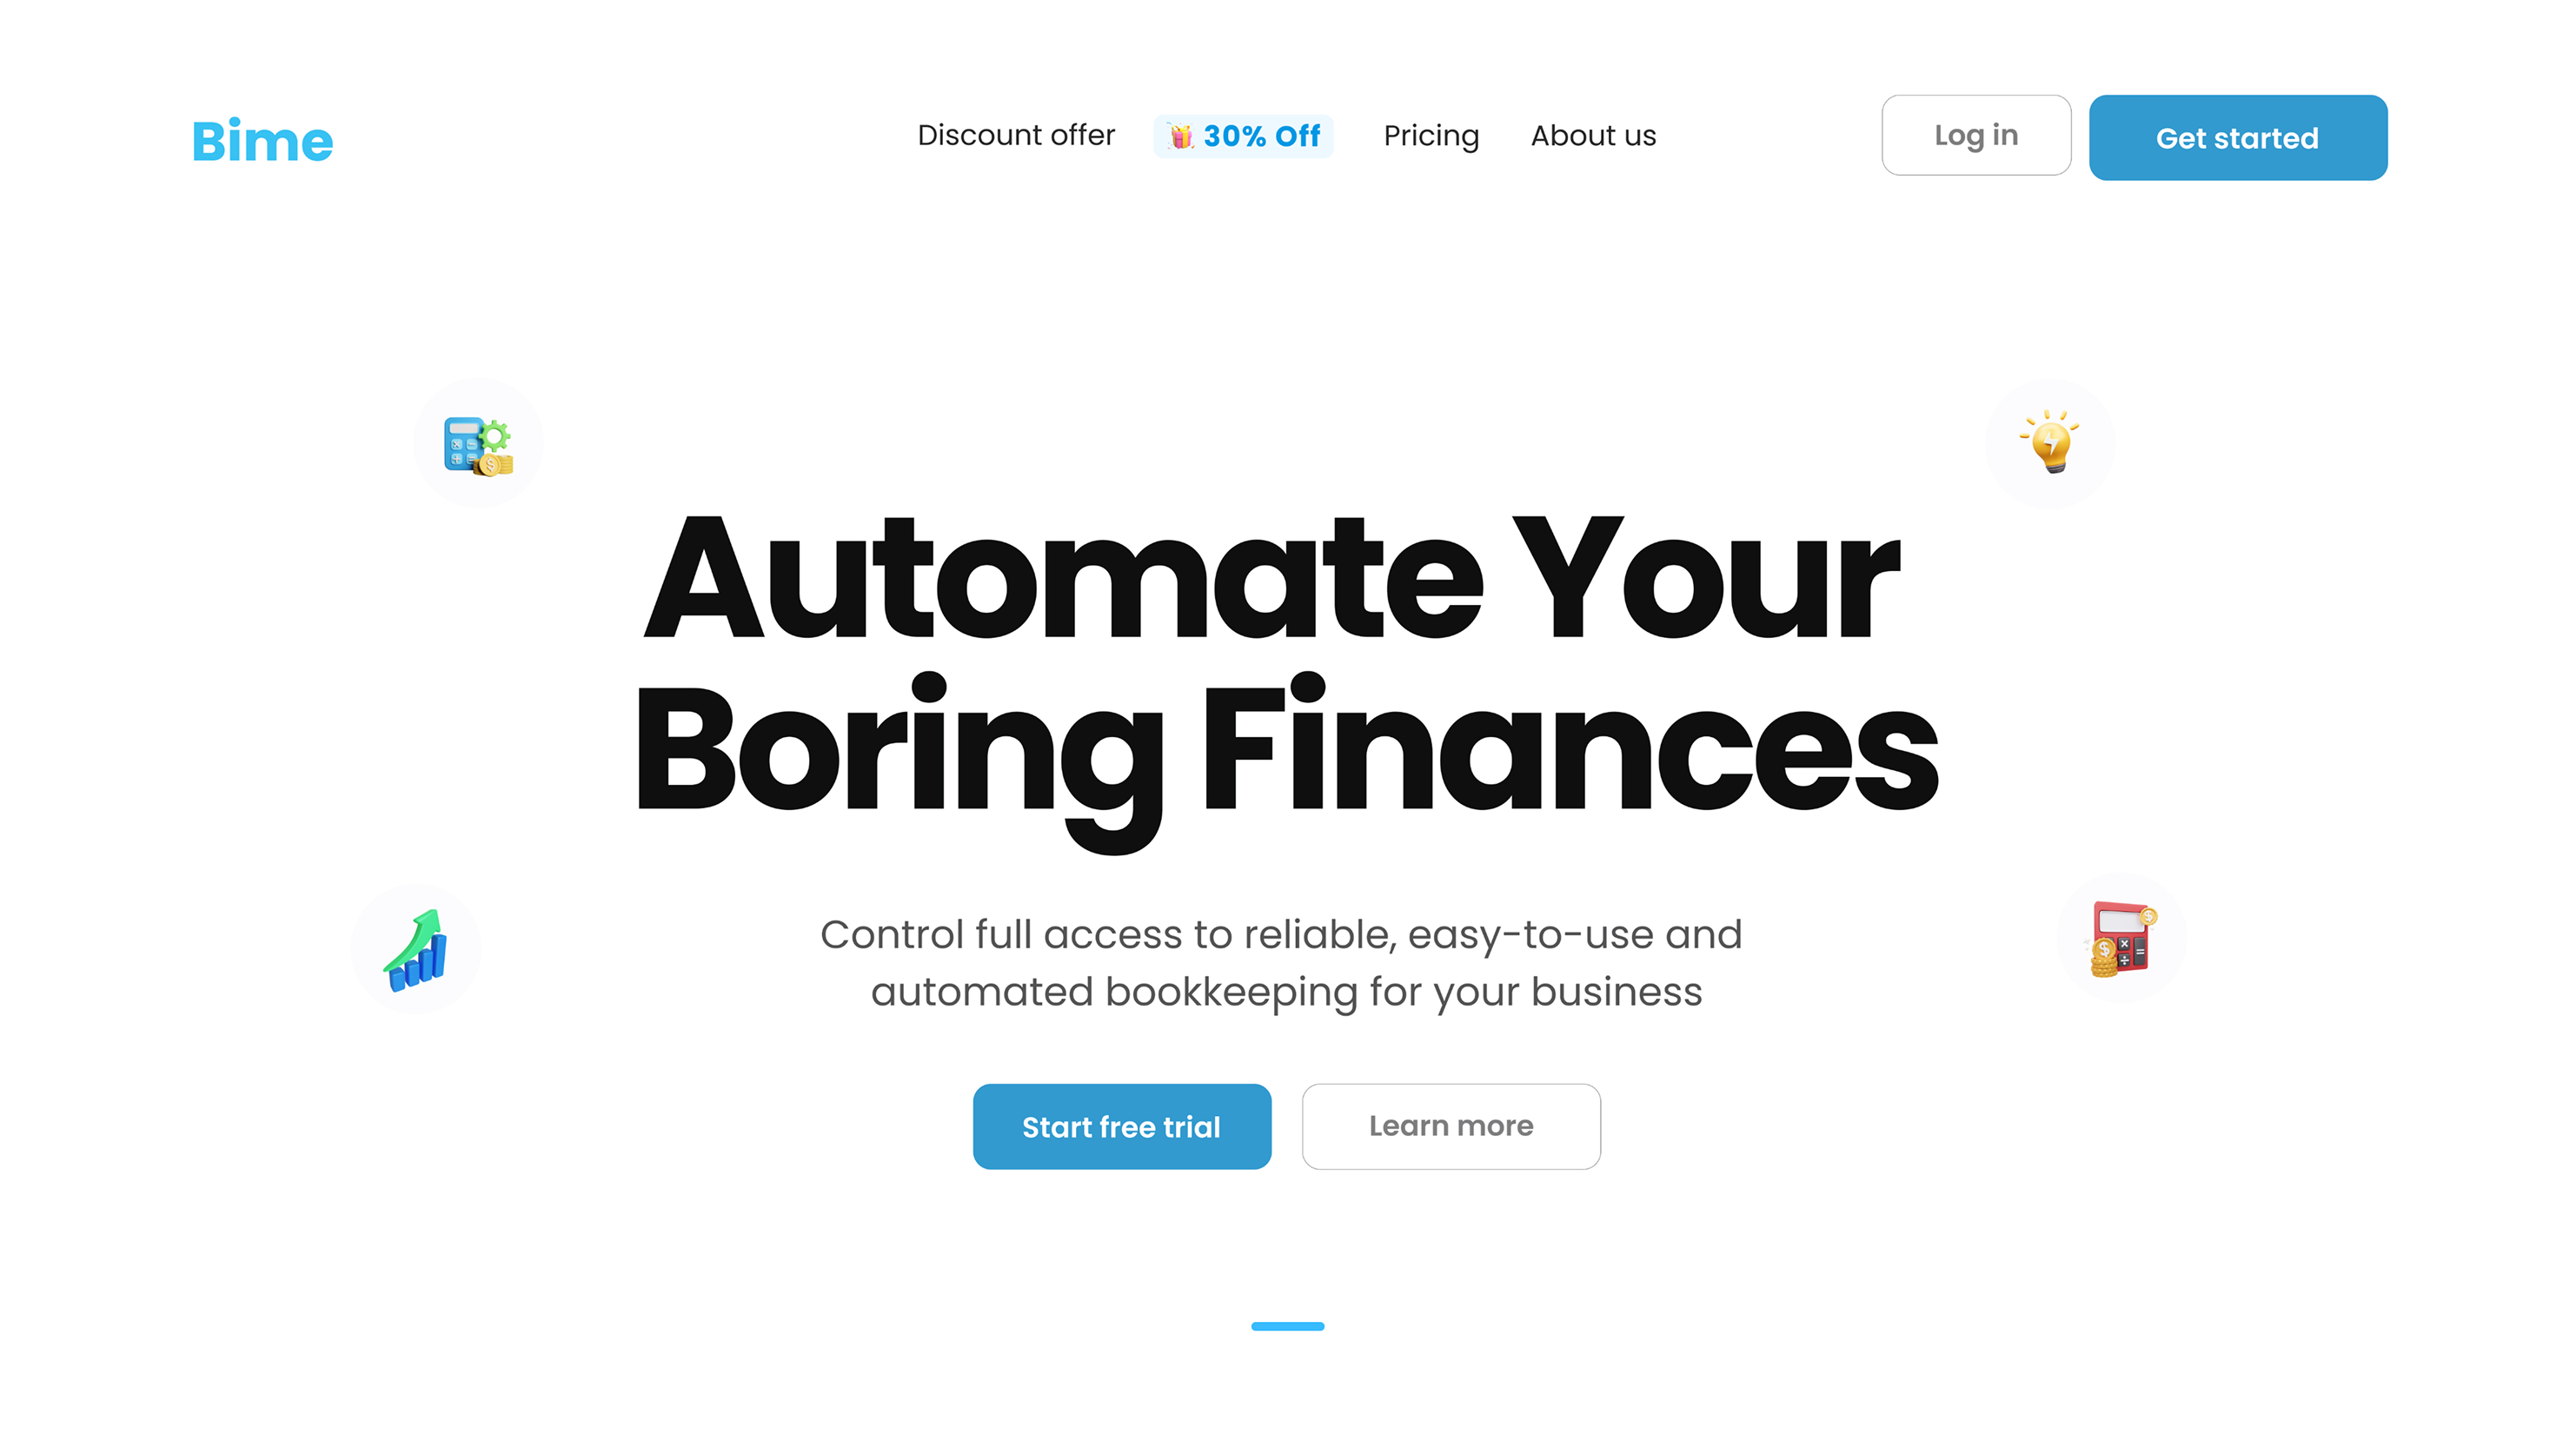 Bime
Discount offer
30% Off
Pricing
About us
Log in
Get started
Automate Your
Boring Finances
Control full access to reliable, easy-to-use and
automated bookkeeping for your business
Start free trial
Learn more